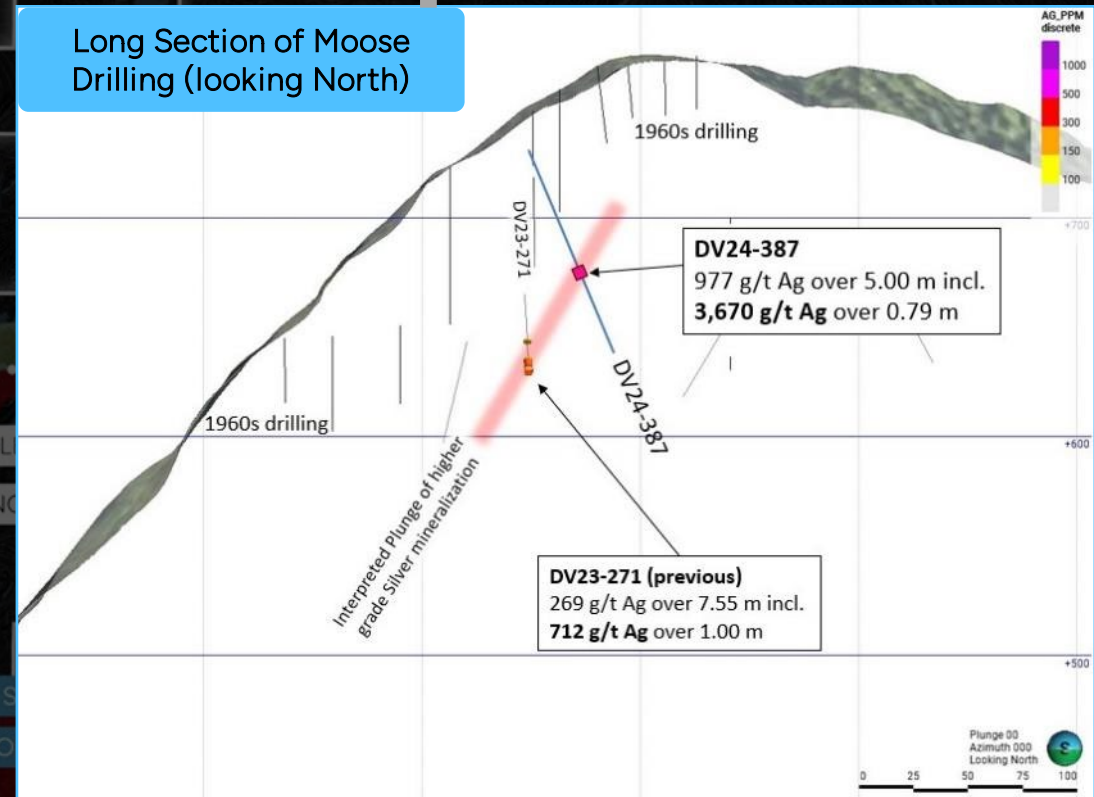 Long Section of Moose
Drilling (looking North)
AG_PPM
discrete
1000
500
300
150
100
1960s drilling
DV23-271
+700
DV24-387
977 g/t Ag over 5.00 m incl.
3,670 g/t Ag over 0.79 m
DV24-387
1960s drilling
+600
Interpreted Plunge of higher
grade Silver mineralization
DV23-271 (previous)
269 g/t Ag over 7.55 m incl.
712 g/t Ag over 1.00 m
+500
Plunge 00
Azimuth 000
Looking North
S
0 25 50 75 100